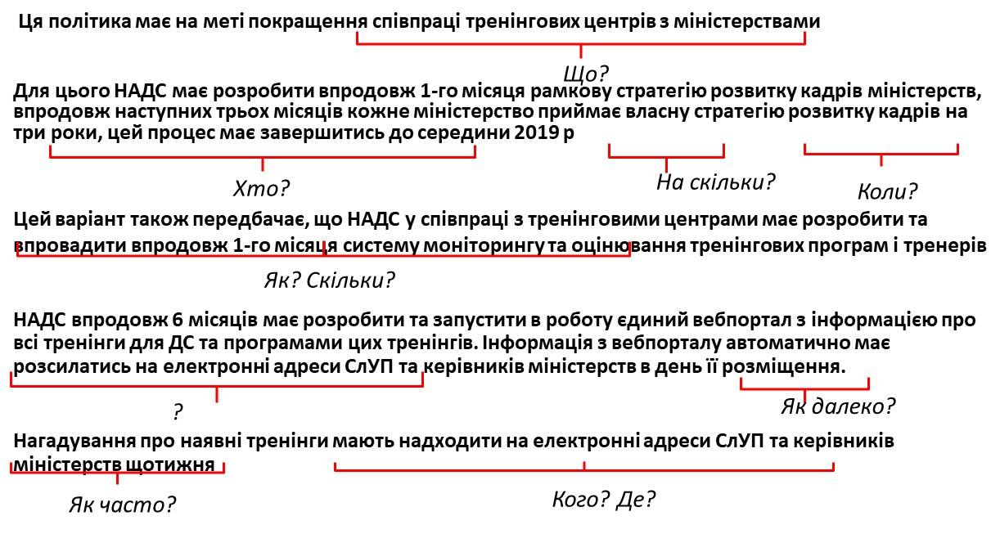 Ця політика має на меті покращення співпраці тренінгових центрів з міністерствами
Що?
Для цього НАДС має розробити впродовж 1-го місяця рамкову стратегію розвитку кадрів міністерств,
впродовж наступних трьох місяців кожне міністерство приймає власну стратегію розвитку кадрів на
три роки, цей процес має завершитись до середини 2019 р
Хто?
На скільки?
Коли?
Цей варіант також передбачає, що НАДС у співпраці з тренінговими центрами має розробити та
впровадити впродовж 1-го місяця систему моніторингу та оцінювання тренінгових програм і тренерів
Як? Скільки?
НАДС впродовж 6 місяців має розробити та запустити в роботу єдиний вебпортал з інформацією про
всі тренінги для ДС та програмами цих тренінгів. Інформація з вебпорталу автоматично має
розсилатись на електронні адреси СлУП та керівників міністерств в день її розміщення.
?
Як далеко?
Нагадування про наявні тренінги мають надходити на електронні адреси СлУП та керівників
міністерств щотижня
Як часто?
Кого? Де?